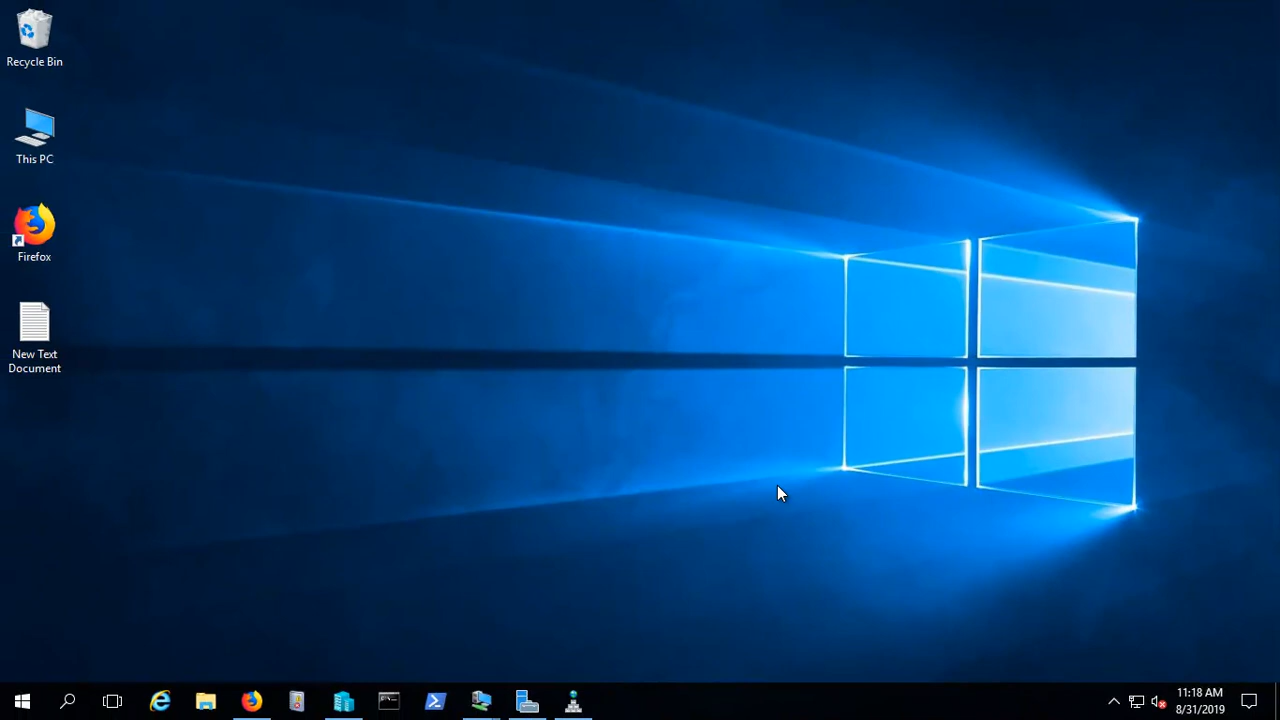 Recycle Bin
This PC
Firefox
New Text
Document
11:18 AM
8/31/2019